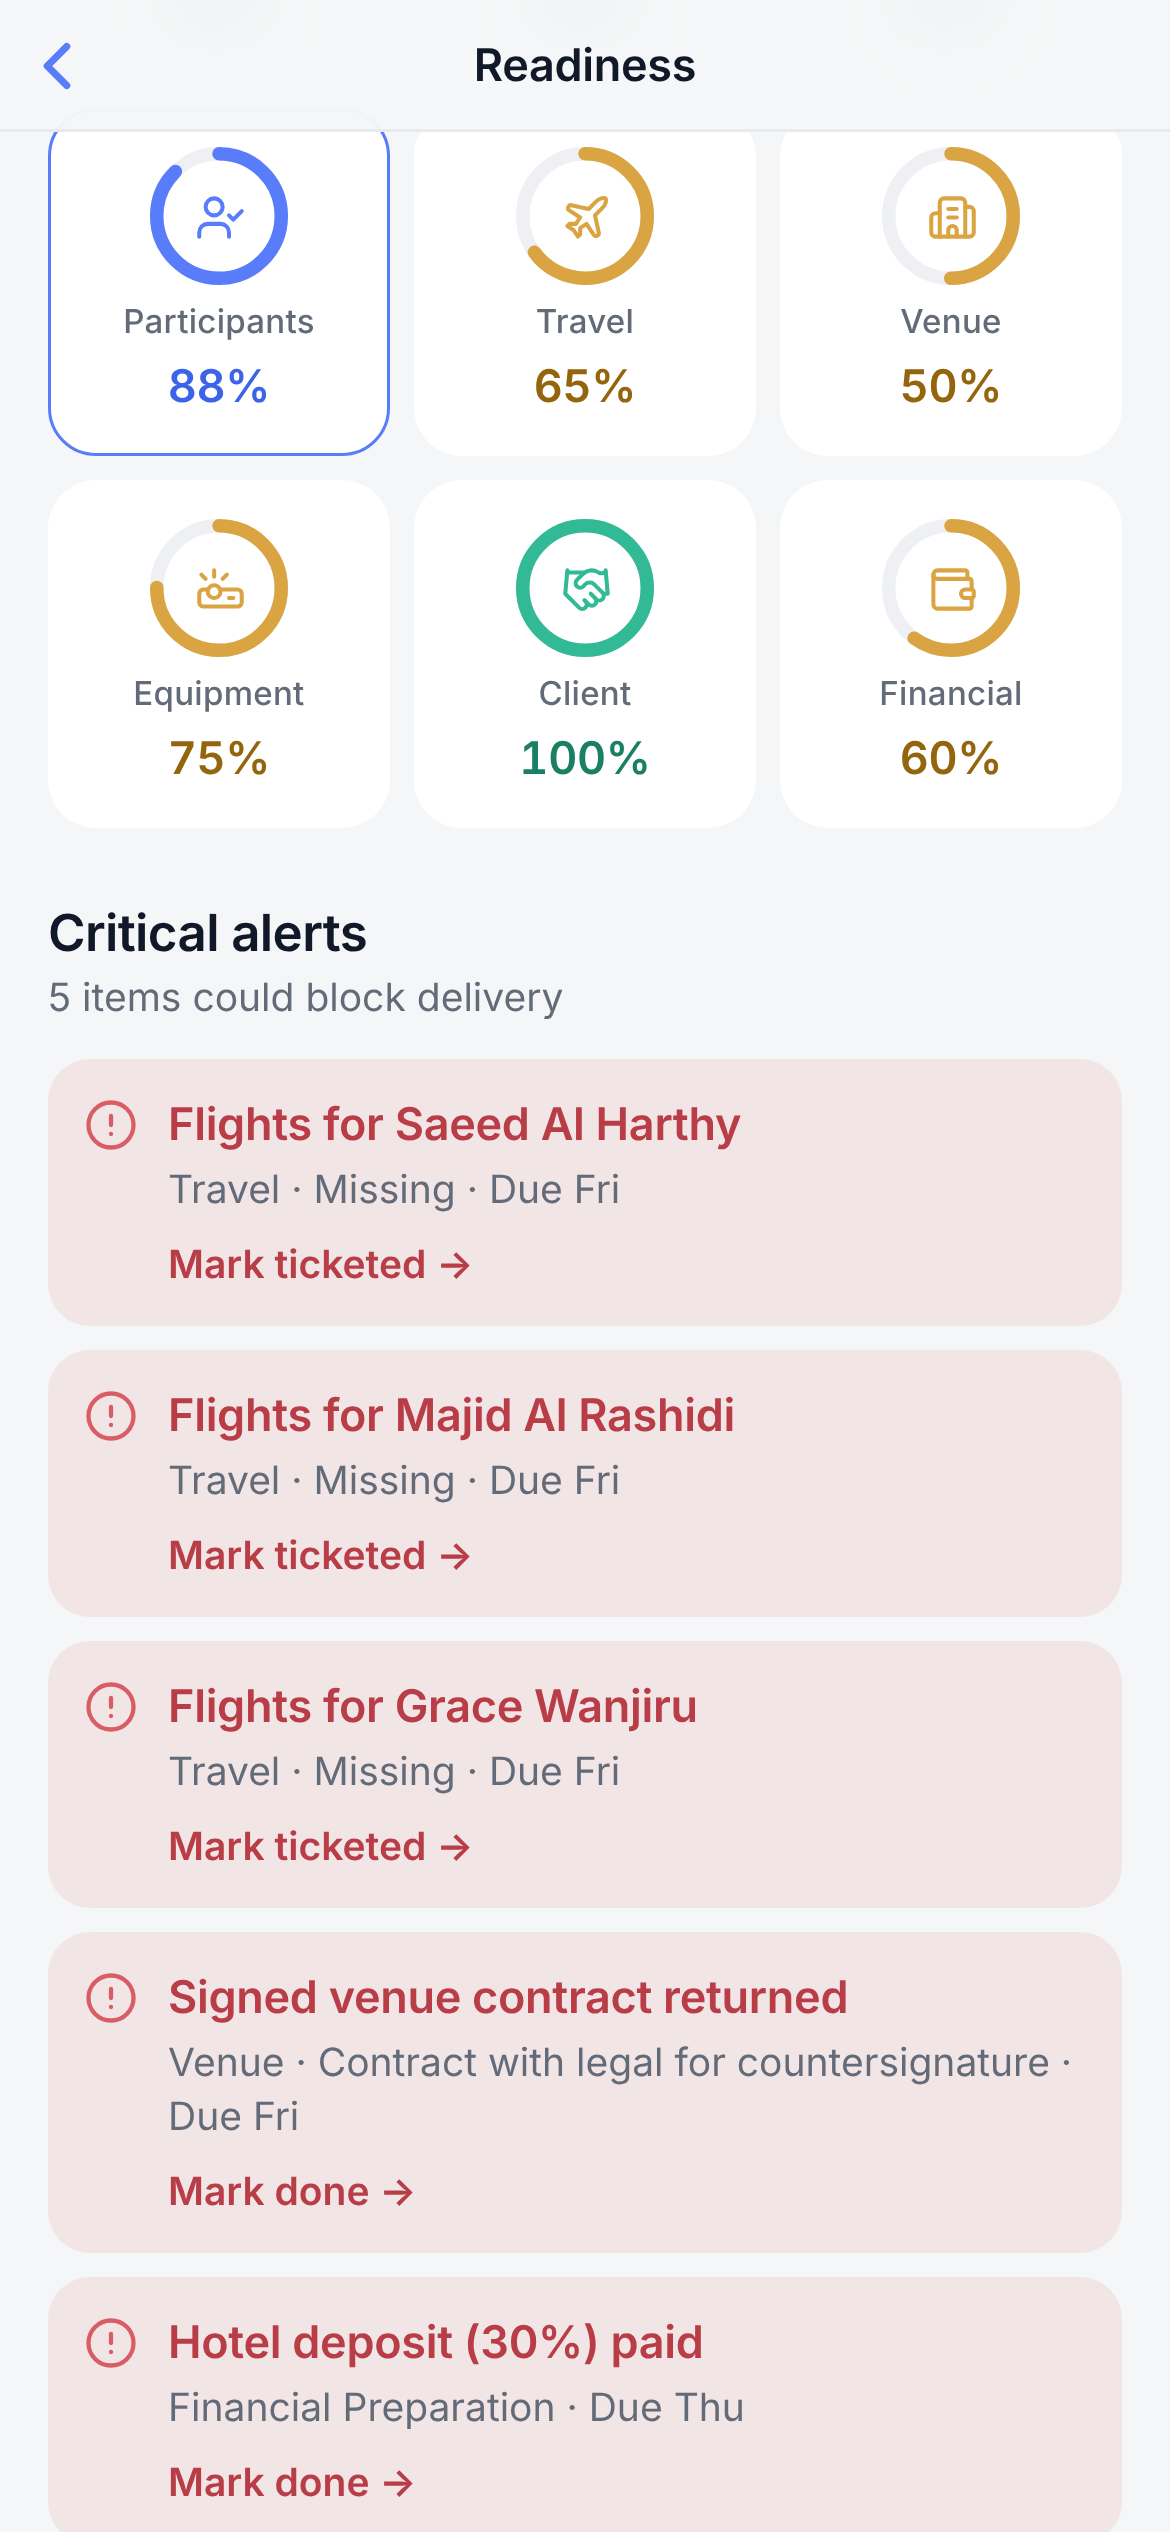 Readiness
Participants
88%
Travel
65%
Venue
50%
Equipment
75%
Client
100%
Financial
60%
Critical alerts
5 items could block delivery
Flights for Saeed Al Harthy
Travel · Missing · Due Fri
Mark ticketed →
Flights for Majid Al Rashidi
Travel · Missing · Due Fri
Mark ticketed →
Flights for Grace Wanjiru
Travel · Missing · Due Fri
Mark ticketed →
Signed venue contract returned
Venue · Contract with legal for countersignature ·
Due Fri
Mark done →
Hotel deposit (30%) paid
Financial Preparation · Due Thu
Mark done →